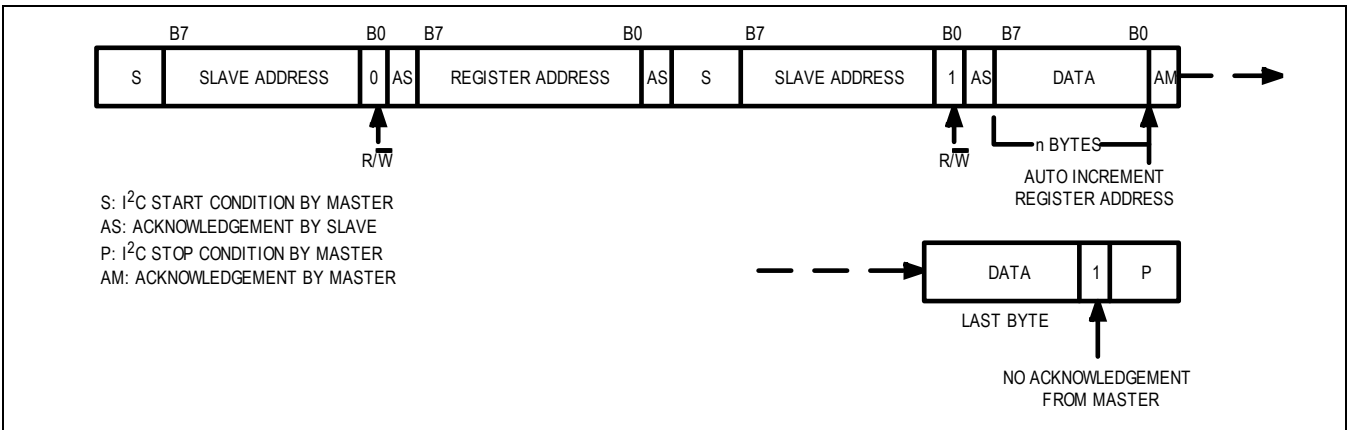 B7 B0 B7 B0 B7 B0 B7 B0
S SLAVE ADDRESS 0 AS REGISTER ADDRESS AS S SLAVE ADDRESS 1 AS DATA AM
R/W̅ R/W̅
n BYTES
AUTO INCREMENT
REGISTER ADDRESS
S: I²C START CONDITION BY MASTER
AS: ACKNOWLEDGEMENT BY SLAVE
P: I²C STOP CONDITION BY MASTER
AM: ACKNOWLEDGEMENT BY MASTER
DATA 1 P
LAST BYTE
NO ACKNOWLEDGEMENT
FROM MASTER